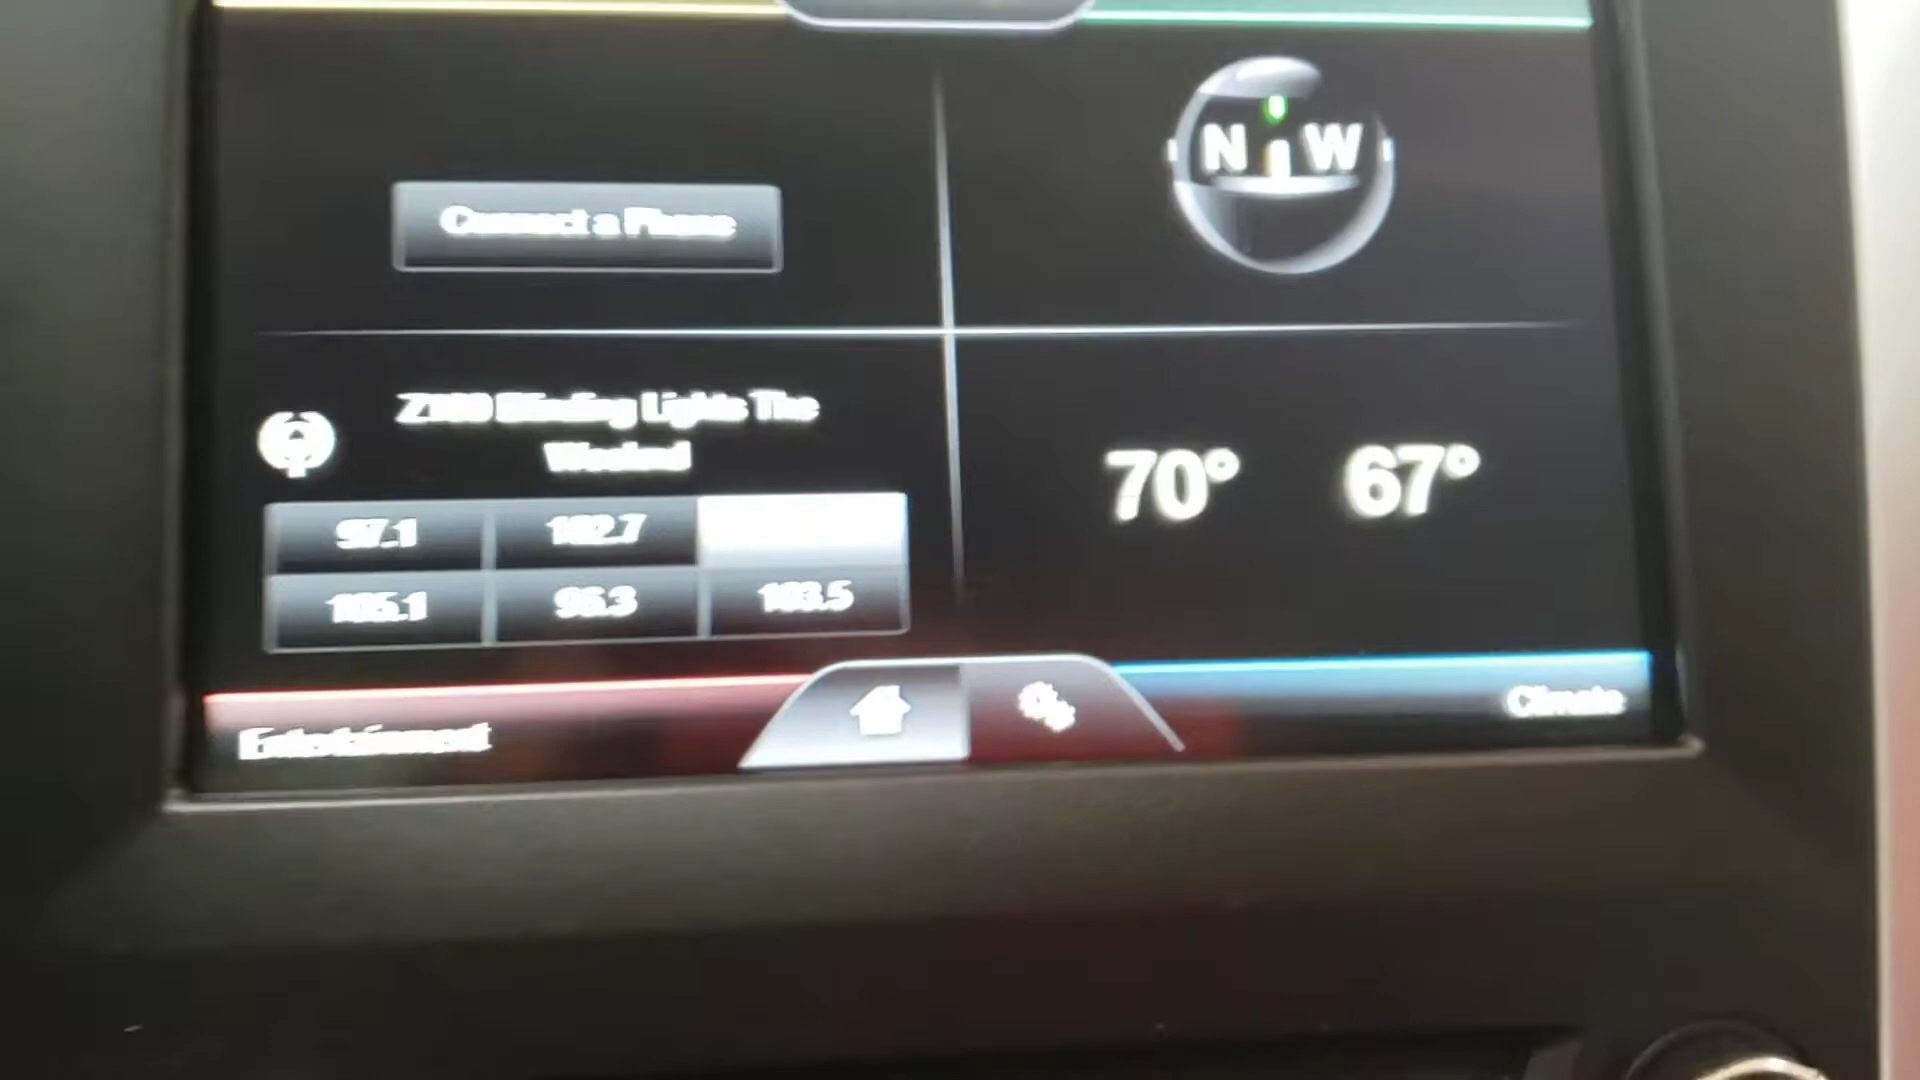 N W
Connect a Phone
Z100 Blinding Lights The
Weeknd
70° 67°
97.1 102.7
105.1 96.3 103.5
Entertainment
Climate